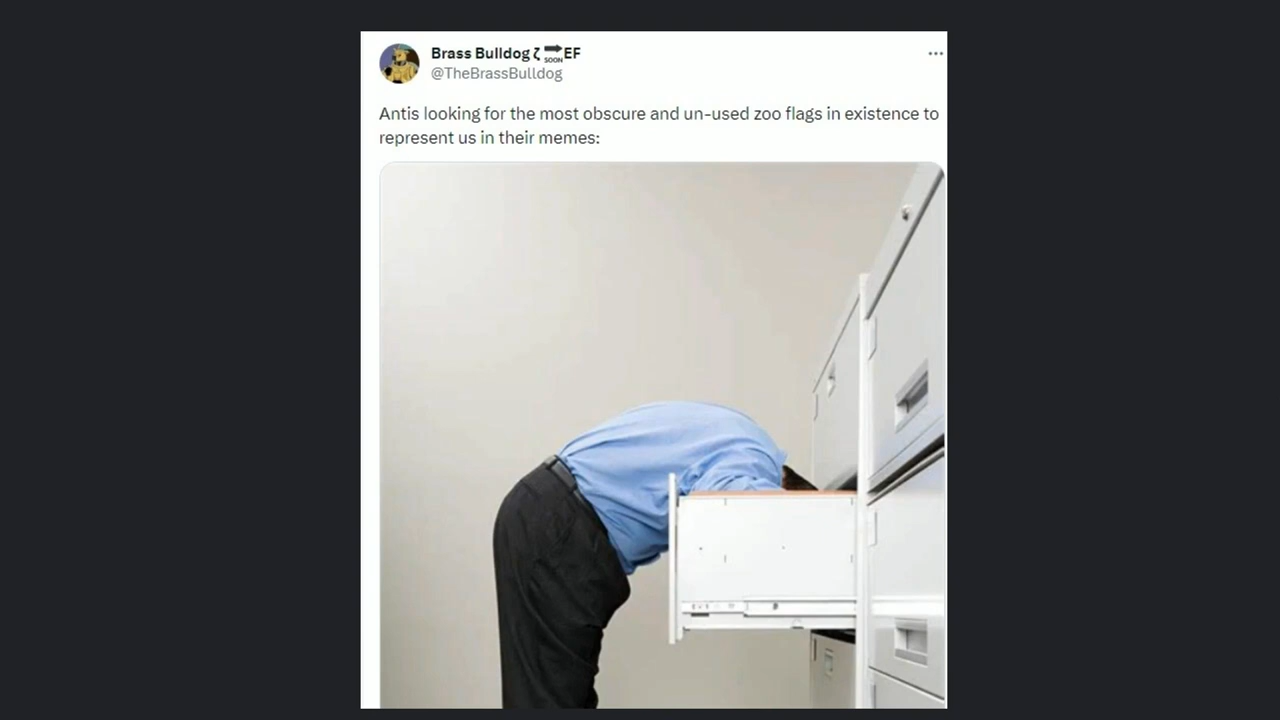 Brass Bulldog ζ 🔜EF
@TheBrassBulldog
Antis looking for the most obscure and un-used zoo flags in existence to
represent us in their memes: